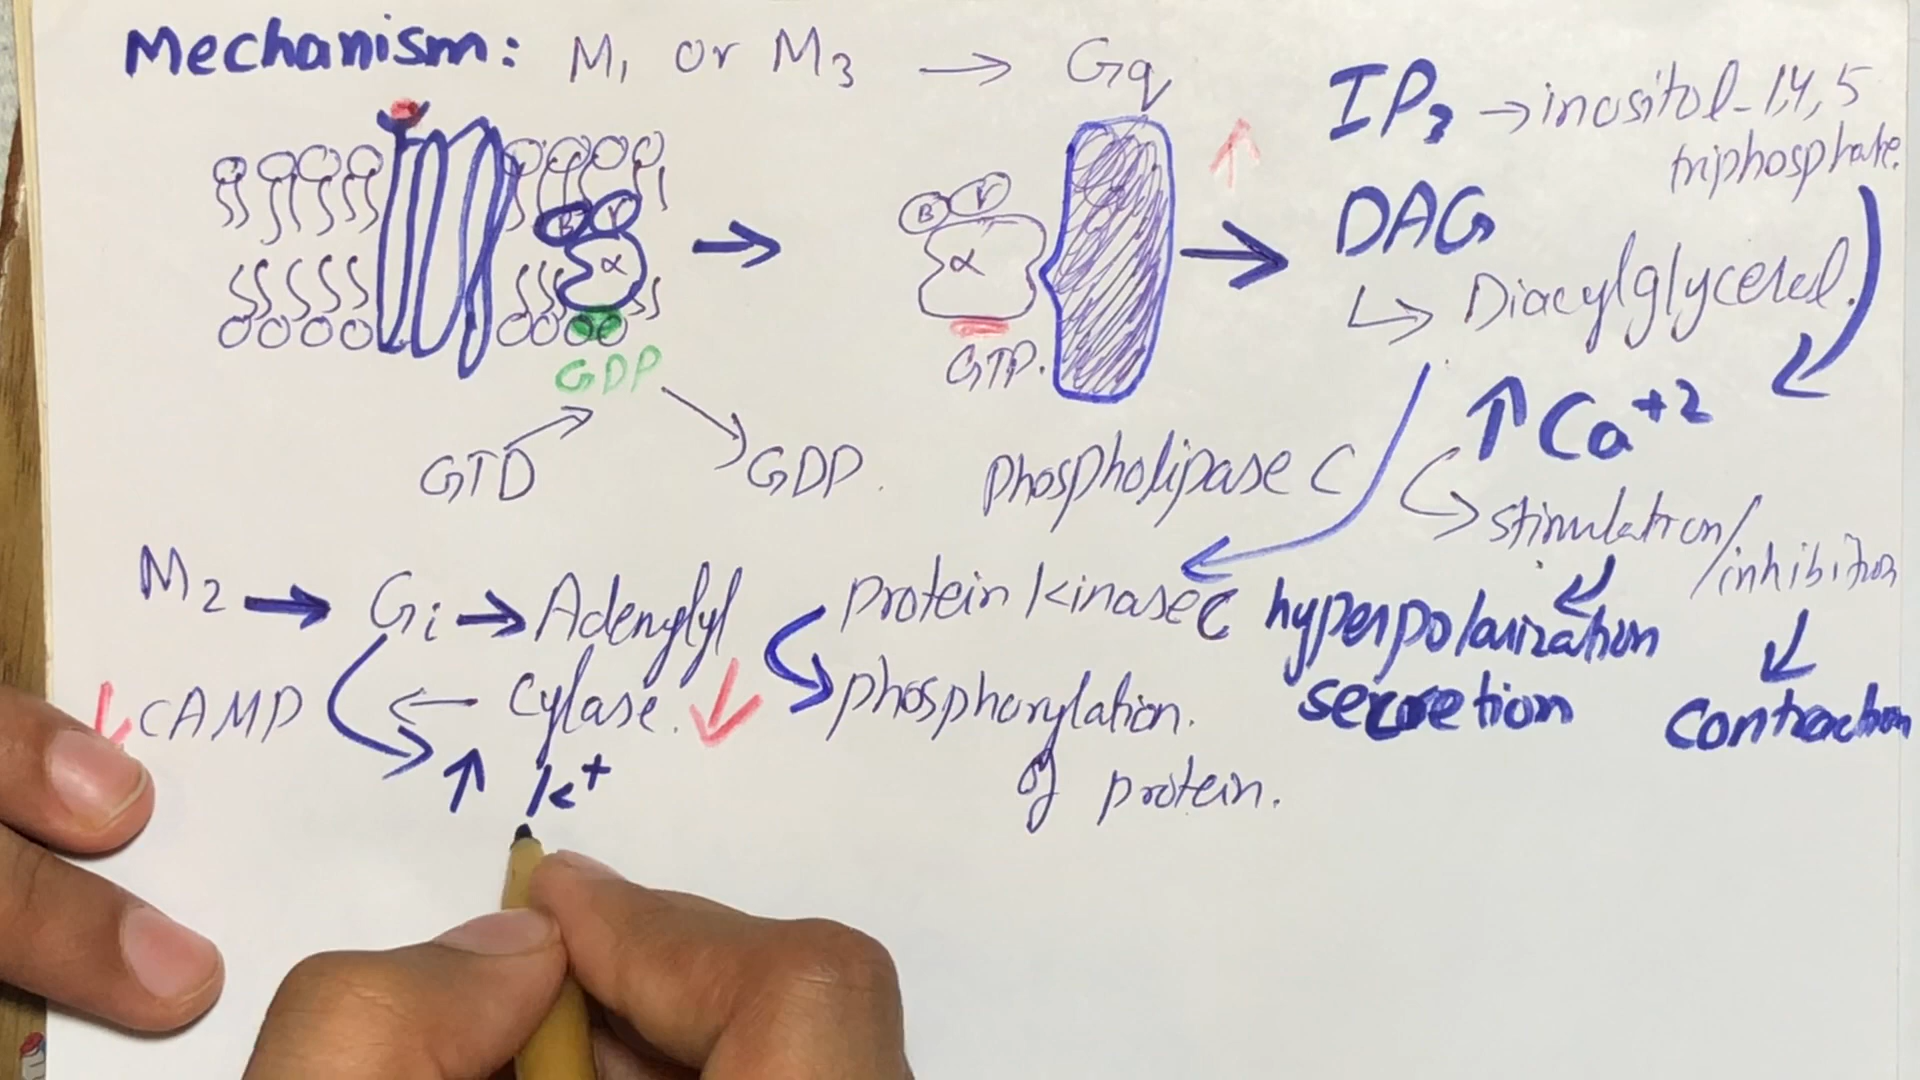 Mechanism: M1 or M3 → Gq
IP3 → inositol-1,4,5
triphosphate.
DAG
↳ Diacylglycerol.
B γ
α
GDP
GTD GDP.
B γ
α
GTP.
Phospholipase C
↑ Ca+2
stimulation/inhibition
hyperpolarization
secretion
contraction
protein kinase C
phosphorylation.
of protein.
M2 → Gi → Adenylyl
cylase. ↓
↓ cAMP ←
↑ K+